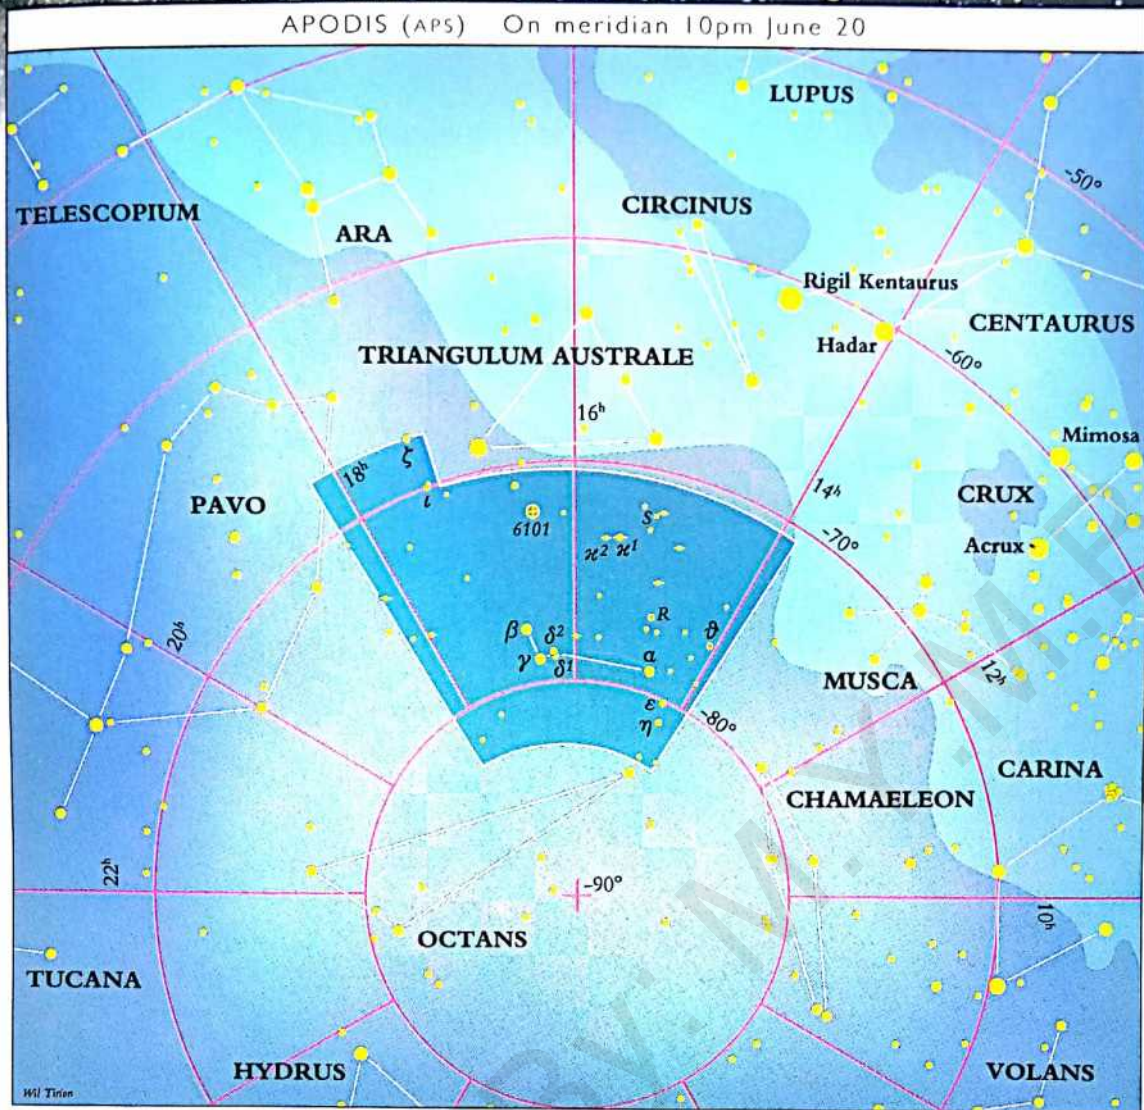 APODIS (APS) On meridian 10pm June 20
LUPUS
-50°
TELESCOPIUM
CIRCINUS
ARA
Rigil Kentaurus
CENTAURUS
Hadar
TRIANGULUM AUSTRALE
-60°
16ʰ
Mimosa
ζ
18ʰ
14ʰ
CRUX
PAVO
ι
6101
S
-70°
ϰ² ϰ¹
Acrux
20ʰ
R
β
δ²
ϑ
γ
δ¹
α
MUSCA
12ʰ
ε
-80°
η
CARINA
CHAMAELEON
22ʰ
-90°
10ʰ
OCTANS
TUCANA
HYDRUS
VOLANS
Wil Tirion
By: M.Y.M.F